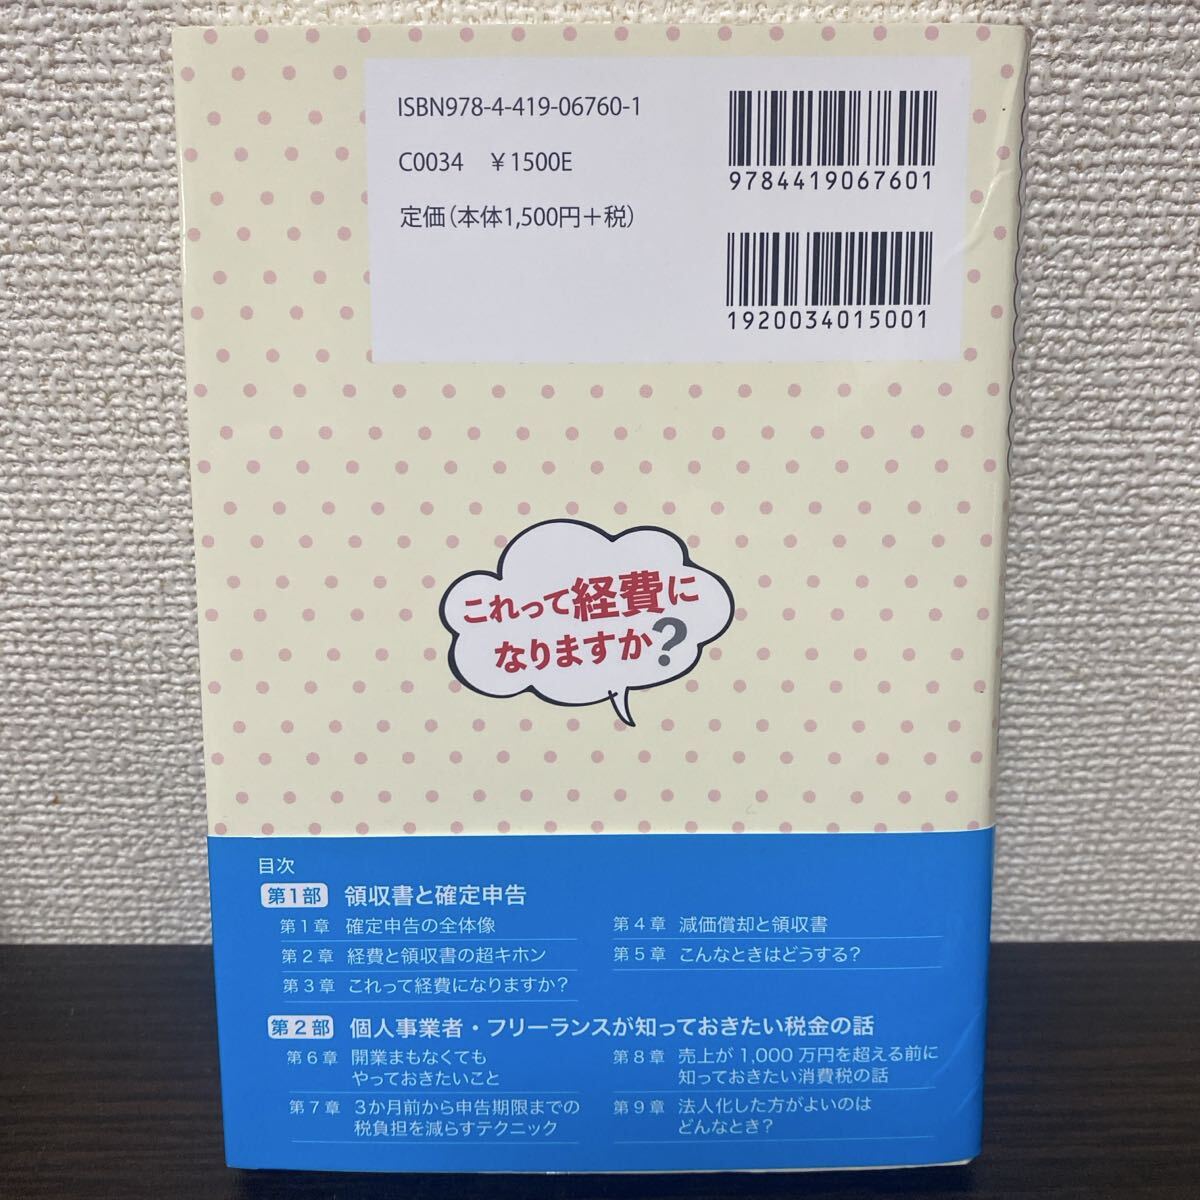 ISBN978-4-419-06760-1
C0034 ￥1500E
定価(本体1,500円＋税)
9784419067601
1920034015001
これって経費に
なりますか?
目次
第1部 領収書と確定申告
第1章 確定申告の全体像
第2章 経費と領収書の超キホン
第3章 これって経費になりますか?
第4章 減価償却と領収書
第5章 こんなときはどうする?
第2部 個人事業者・フリーランスが知っておきたい税金の話
第6章 開業まもなくても
やっておきたいこと
第7章 3か月前から申告期限までの
税負担を減らすテクニック
第8章 売上が1,000万円を超える前に
知っておきたい消費税の話
第9章 法人化した方がよいのは
どんなとき?